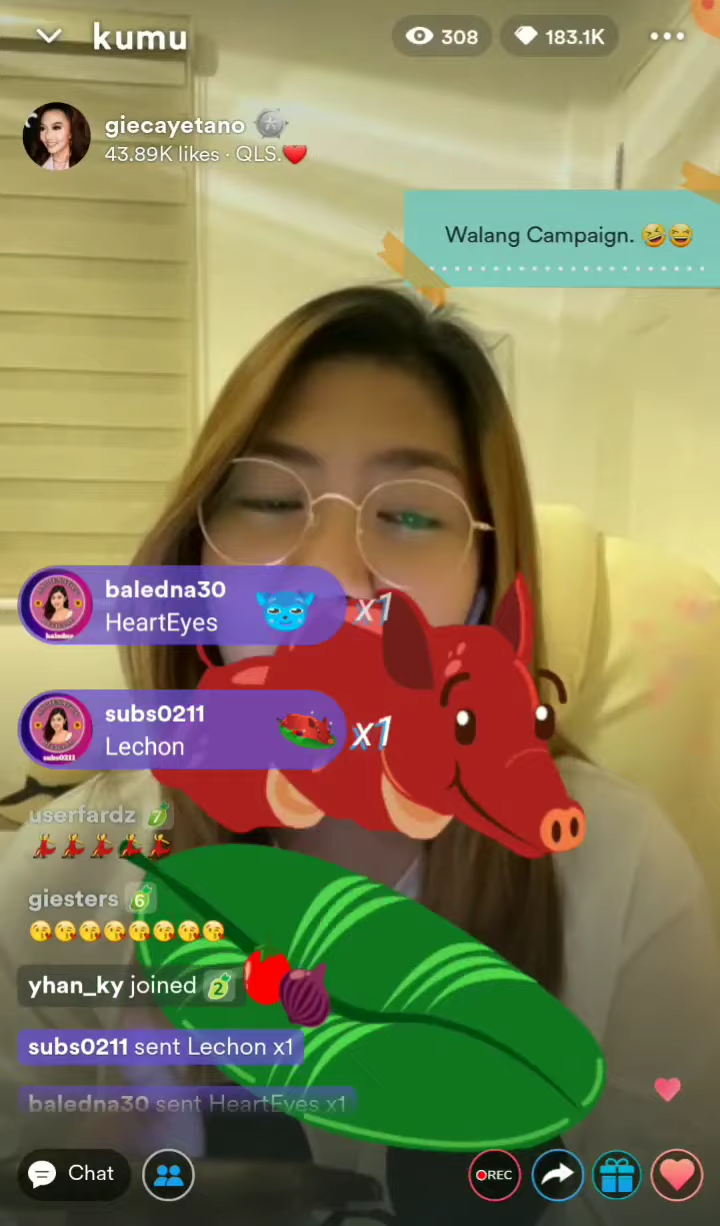 kumu
308
183.1K
giecayetano
43.89K likes · QLS.❤️
Walang Campaign. 🤣😆
baledna30
HeartEyes
x1
subs0211
Lechon
x1
userfardz 7
💃💃💃💃💃
giesters 6
😘😘😘😘😘😘😘😘
yhan_ky joined 2
subs0211 sent Lechon x1
baledna30 sent HeartEyes x1
Chat
REC